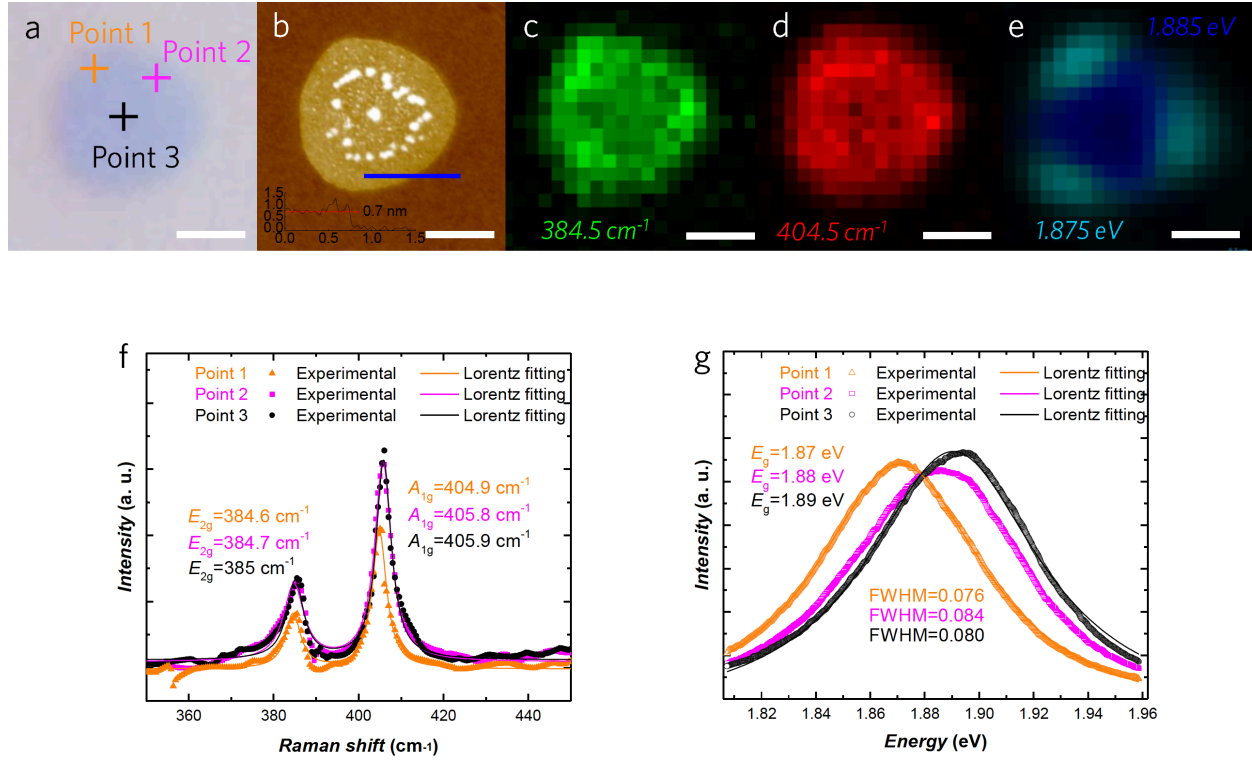 a
Point 1
Point 2
Point 3
b
1.5
1.0
0.5
0.0
0.7 nm
0.0 0.5 1.0 1.5
c
384.5 cm-1
d
404.5 cm-1
e
1.885 eV
1.875 eV
f
Point 1 Experimental Lorentz fitting
Point 2 Experimental Lorentz fitting
Point 3 Experimental Lorentz fitting
E2g=384.6 cm-1
E2g=384.7 cm-1
E2g=385 cm-1
A1g=404.9 cm-1
A1g=405.8 cm-1
A1g=405.9 cm-1
Intensity (a. u.)
360 380 400 420 440
Raman shift (cm-1)
g
Point 1 Experimental Lorentz fitting
Point 2 Experimental Lorentz fitting
Point 3 Experimental Lorentz fitting
Eg=1.87 eV
Eg=1.88 eV
Eg=1.89 eV
FWHM=0.076
FWHM=0.084
FWHM=0.080
Intensity (a. u.)
1.82 1.84 1.86 1.88 1.90 1.92 1.94 1.96
Energy (eV)